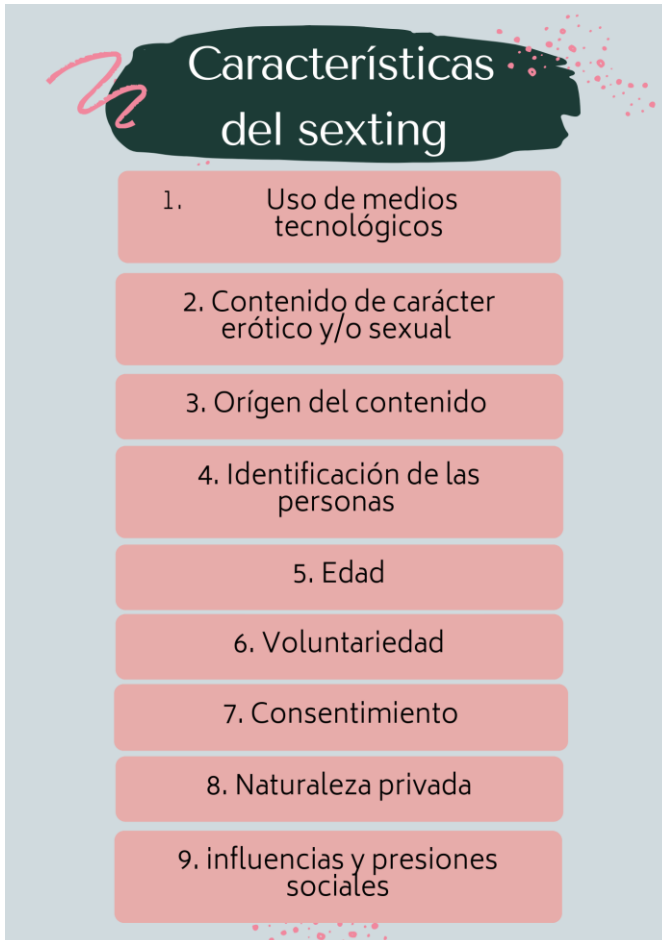 Características
del sexting
1. Uso de medios
tecnológicos
2. Contenido de carácter
erótico y/o sexual
3. Orígen del contenido
4. Identificación de las
personas
5. Edad
6. Voluntariedad
7. Consentimiento
8. Naturaleza privada
9. influencias y presiones
sociales